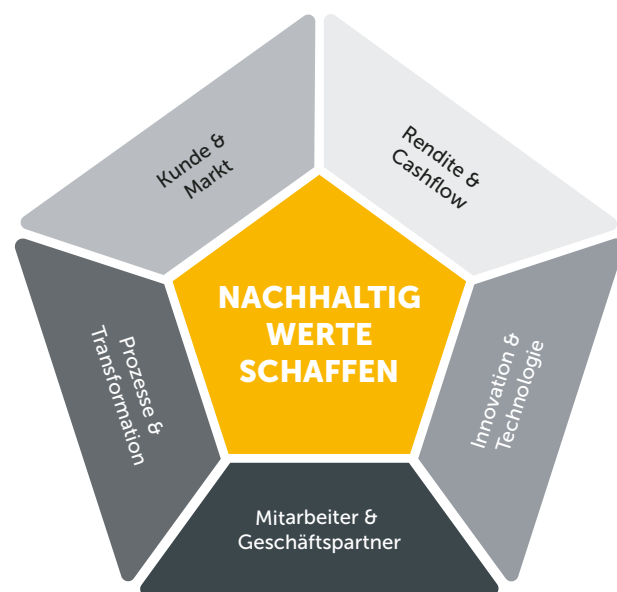 Kunde &
Markt
Rendite &
Cashflow
NACHHALTIG
WERTE
SCHAFFEN
Prozesse &
Transformation
Innovation &
Technologie
Mitarbeiter &
Geschäftspartner